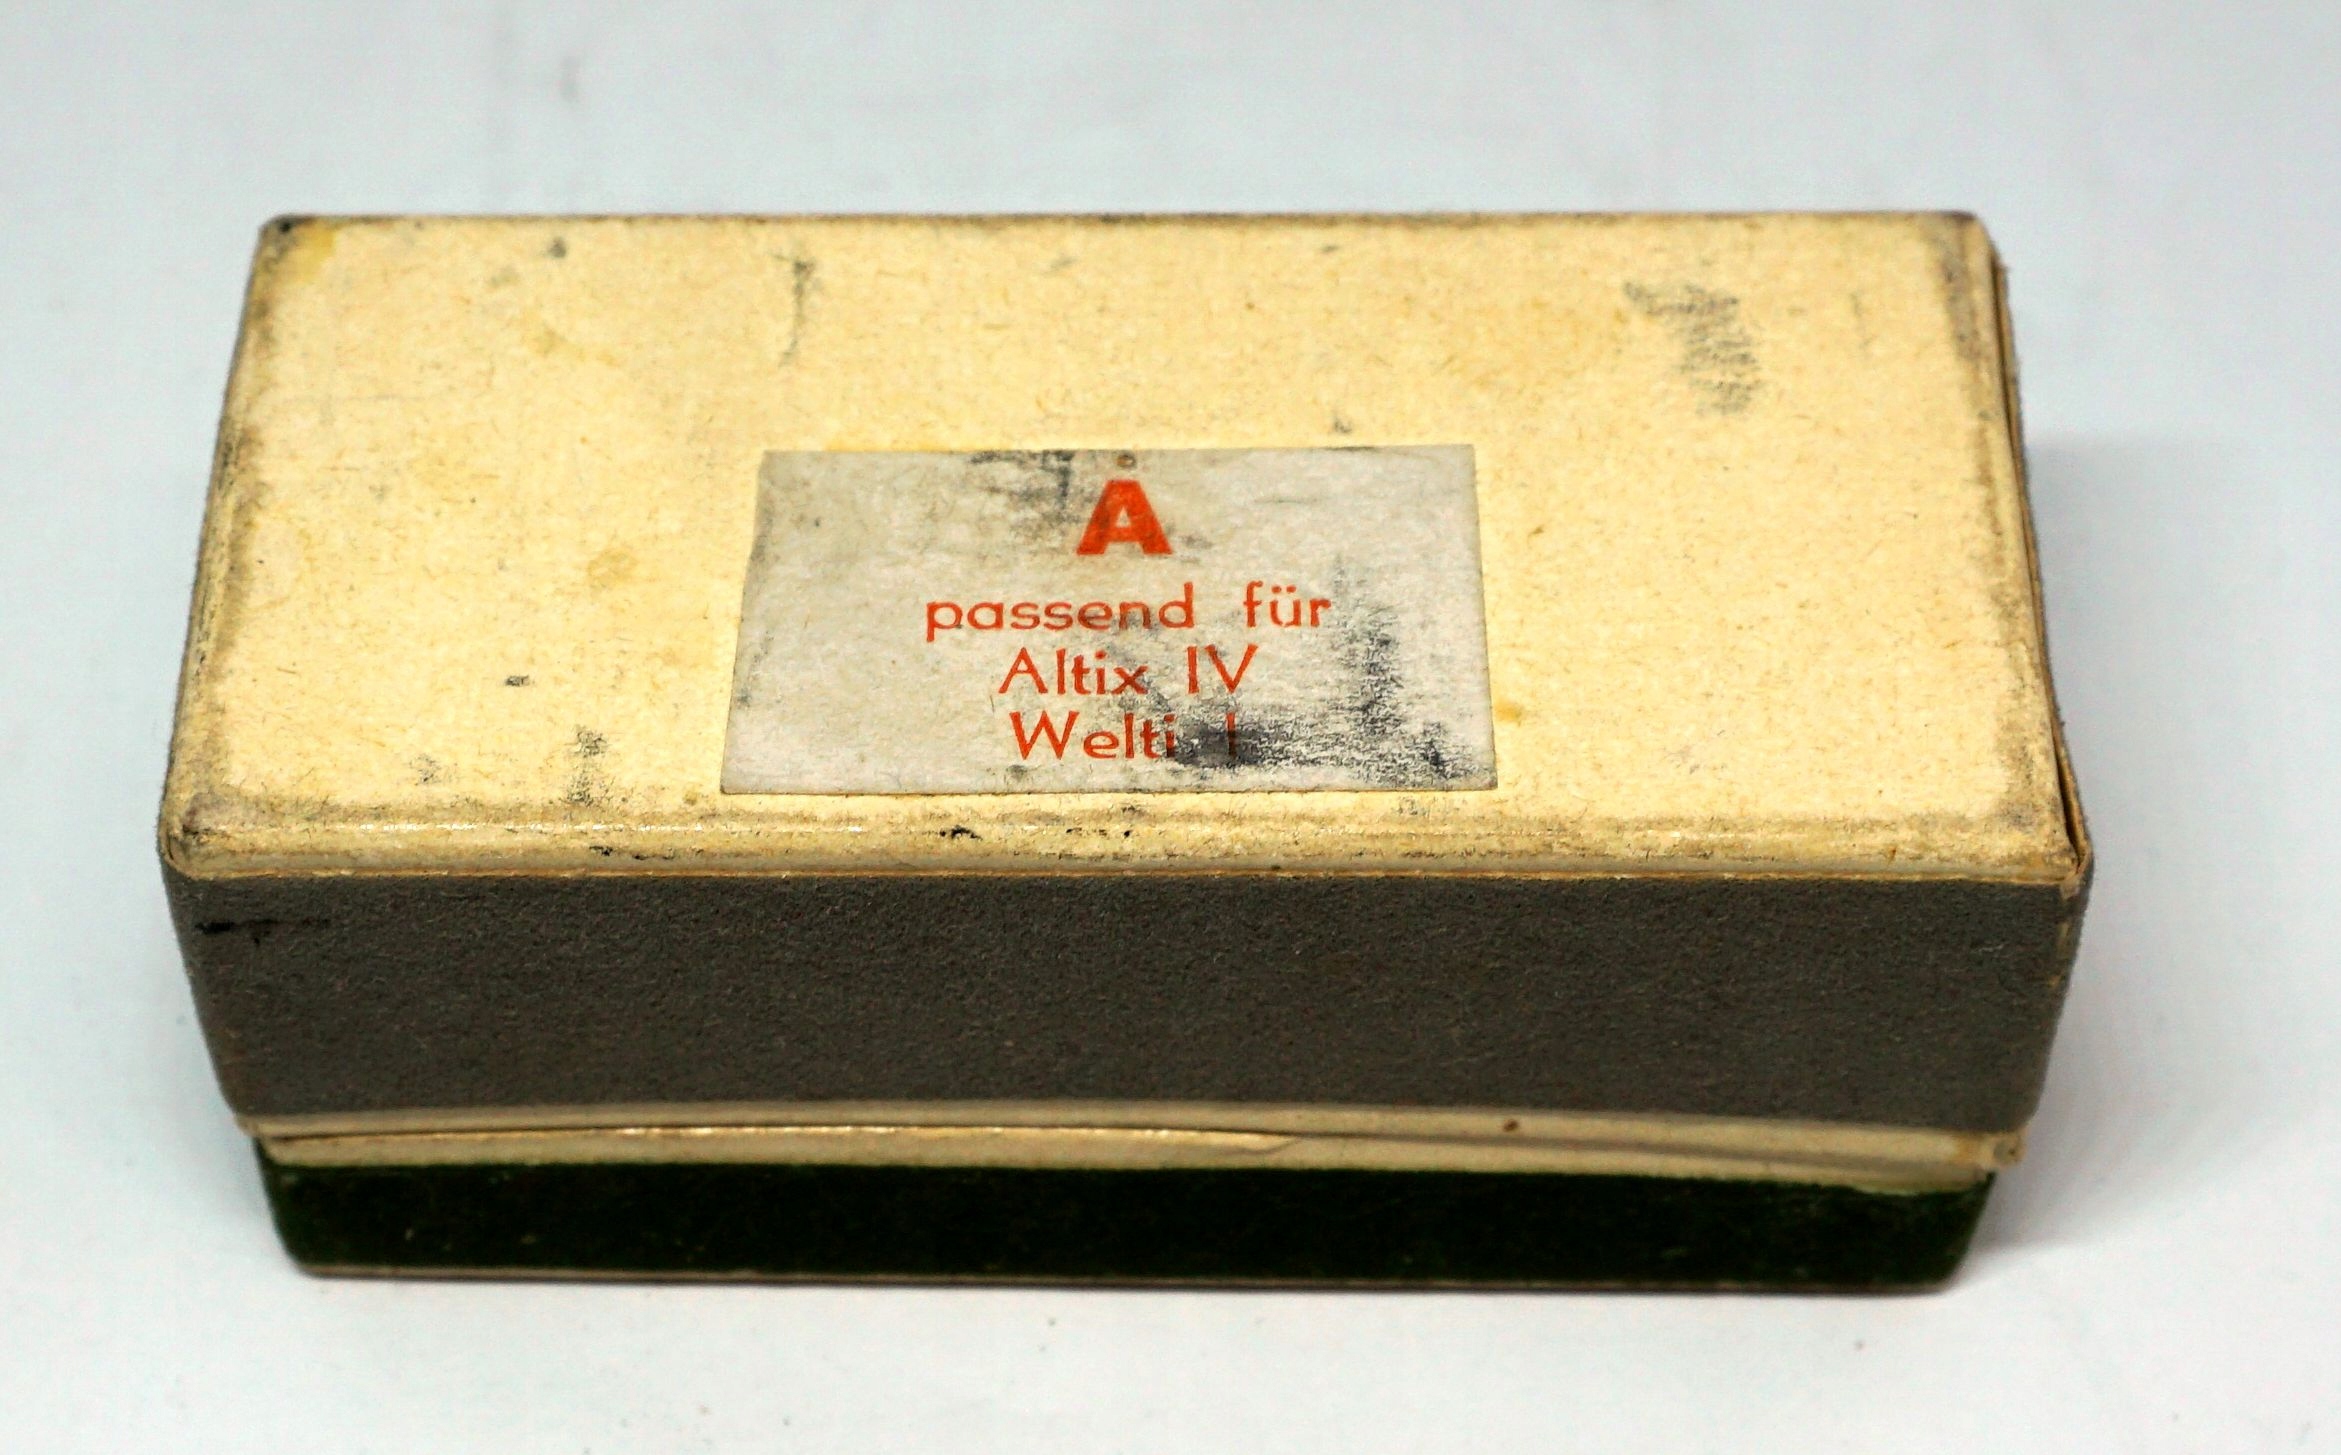 A
passend für
Altix IV
Welti I